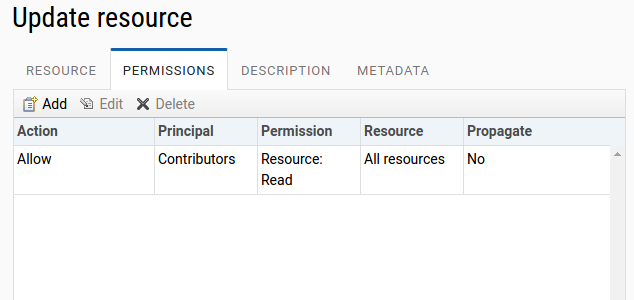 Update resource
RESOURCE PERMISSIONS DESCRIPTION METADATA
Add Edit Delete
Action Principal Permission Resource Propagate
Allow Contributors Resource: All resources No
Read